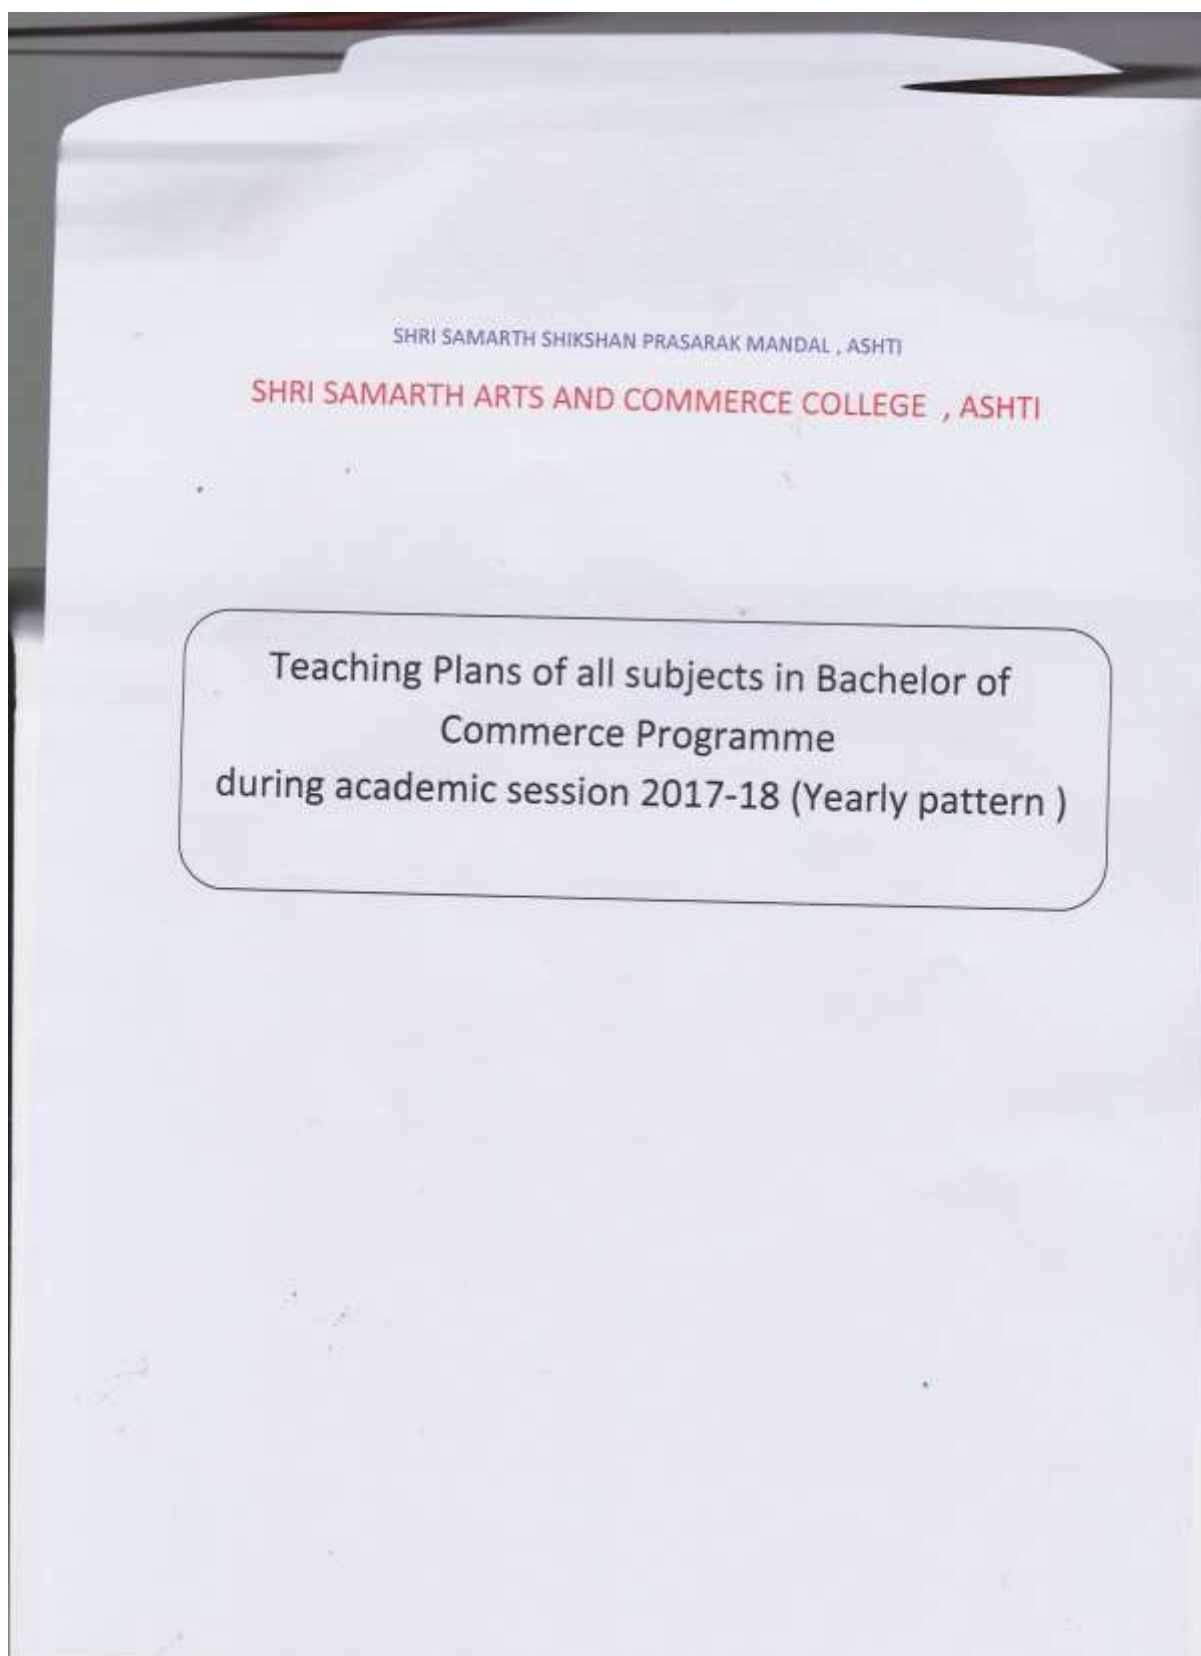 SHRI SAMARTH SHIKSHAN PRASARAK MANDAL , ASHTI
SHRI SAMARTH ARTS AND COMMERCE COLLEGE , ASHTI
Teaching Plans of all subjects in Bachelor of
Commerce Programme
during academic session 2017-18 (Yearly pattern )